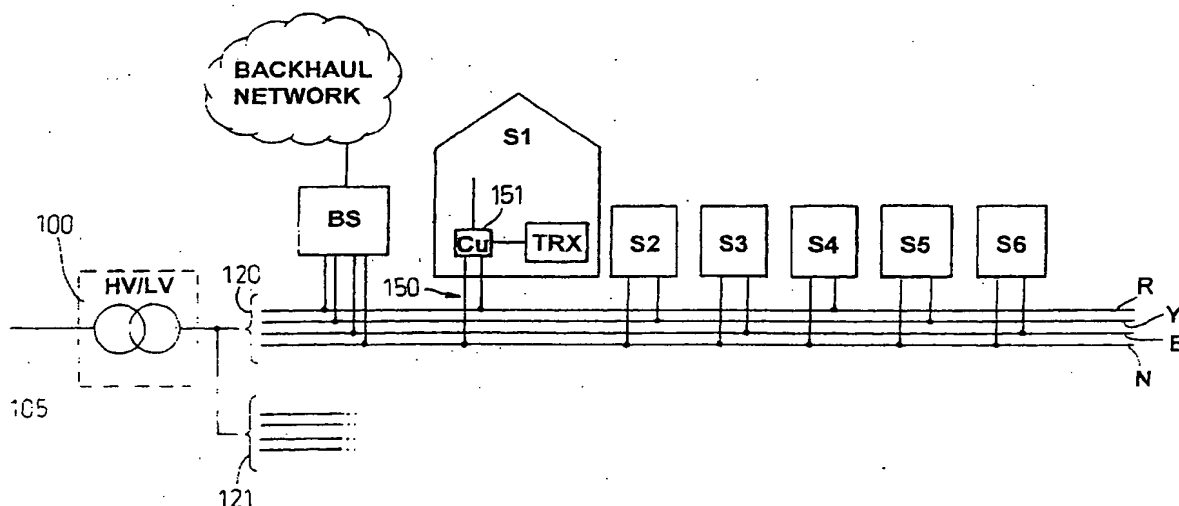 BACKHAUL
NETWORK
S1
151
BS
Cu
TRX
S2
S3
S4
S5
S6
100
HV/LV
120
150
R
Y
B
N
105
121